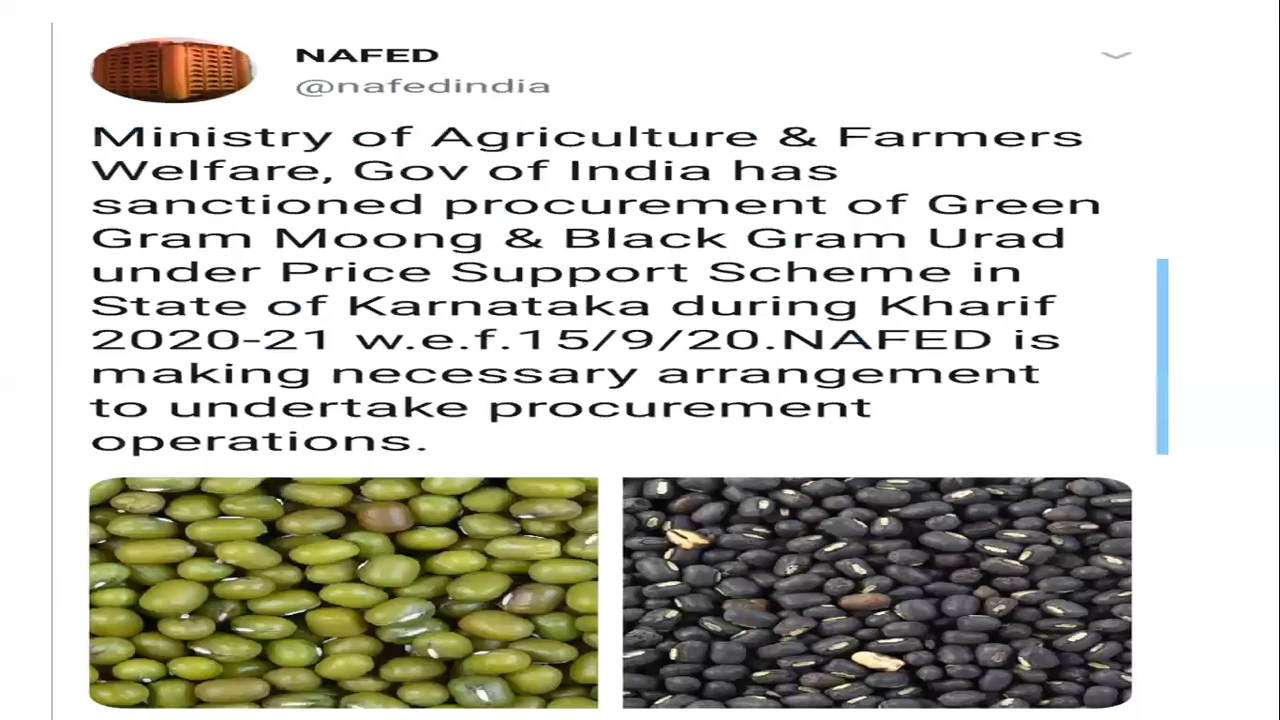 NAFED
@nafedindia
Ministry of Agriculture & Farmers
Welfare, Gov of India has
sanctioned procurement of Green
Gram Moong & Black Gram Urad
under Price Support Scheme in
State of Karnataka during Kharif
2020-21 w.e.f.15/9/20.NAFED is
making necessary arrangement
to undertake procurement
operations.